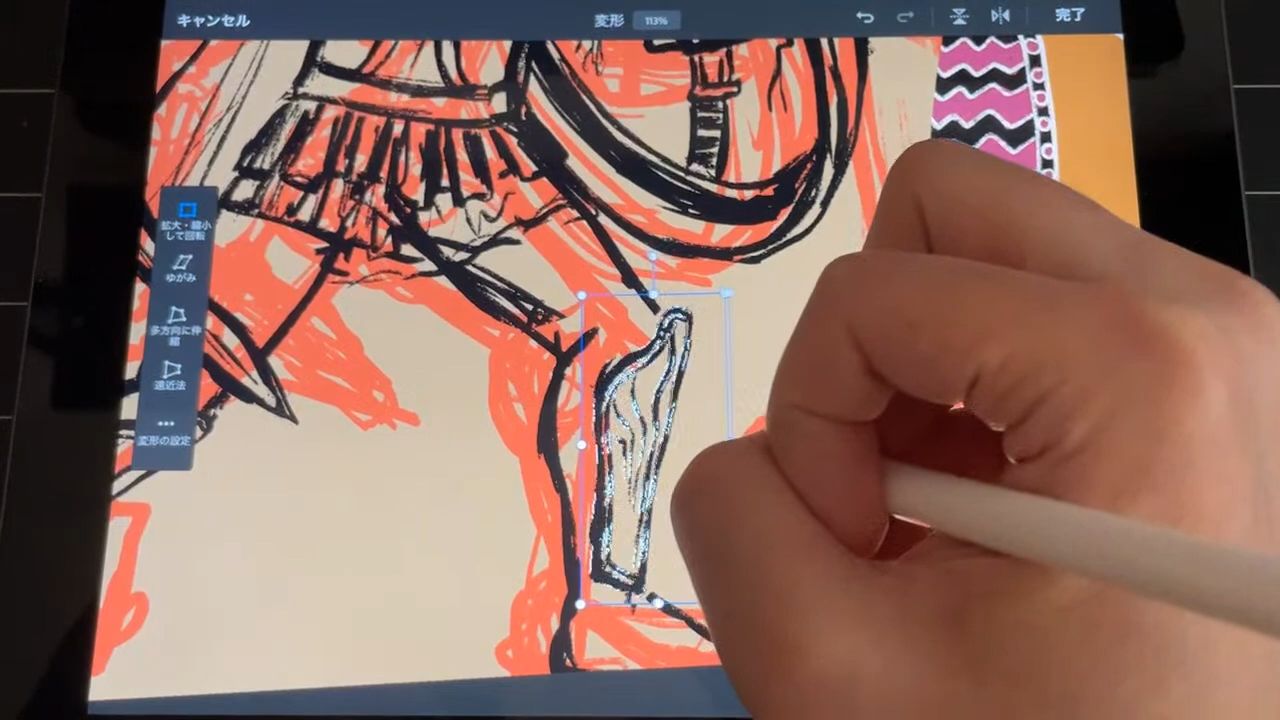 キャンセル
変形
113%
完了
拡大・縮小
して回転
ゆがみ
多方向に伸
縮
遠近法
変形の設定